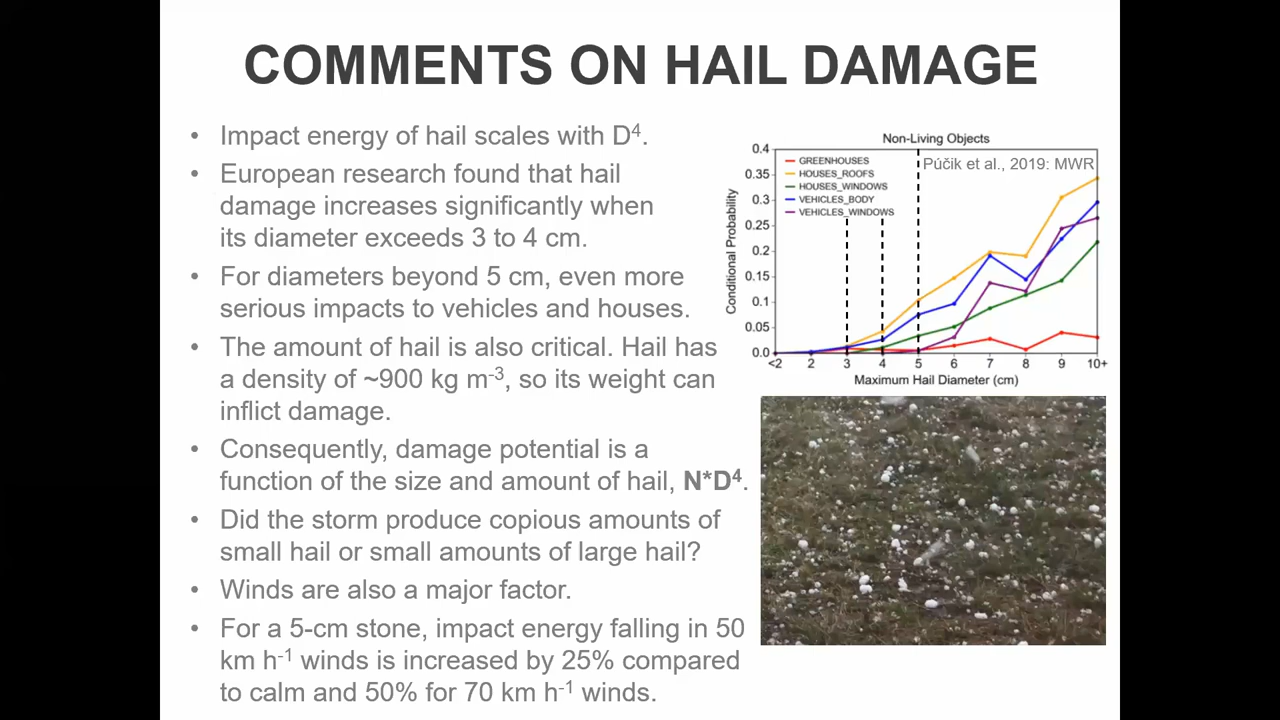 COMMENTS ON HAIL DAMAGE
• Impact energy of hail scales with D⁴.
• European research found that hail
damage increases significantly when
its diameter exceeds 3 to 4 cm.
• For diameters beyond 5 cm, even more
serious impacts to vehicles and houses.
• The amount of hail is also critical. Hail has
a density of ~900 kg m⁻³, so its weight can
inflict damage.
• Consequently, damage potential is a
function of the size and amount of hail, N*D⁴.
• Did the storm produce copious amounts of
small hail or small amounts of large hail?
• Winds are also a major factor.
• For a 5-cm stone, impact energy falling in 50
km h⁻¹ winds is increased by 25% compared
to calm and 50% for 70 km h⁻¹ winds.
Non-Living Objects
Púčik et al., 2019: MWR
GREENHOUSES
HOUSES_ROOFS
HOUSES_WINDOWS
VEHICLES_BODY
VEHICLES_WINDOWS
Conditional Probability
0.4
0.35
0.3
0.25
0.2
0.15
0.1
0.05
0.0
<2 2 3 4 5 6 7 8 9 10+
Maximum Hail Diameter (cm)